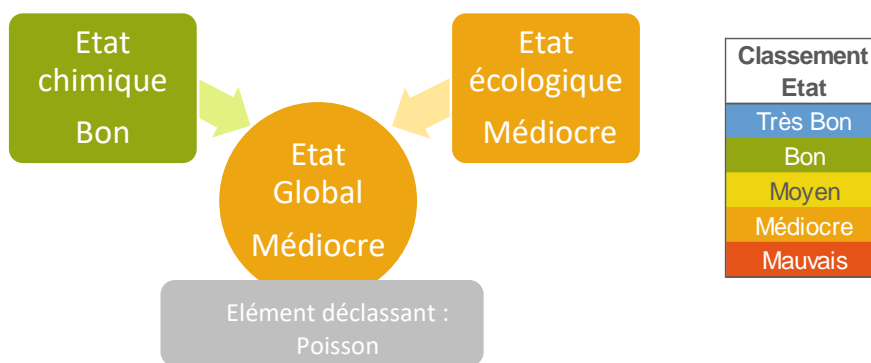 Etat
chimique
Bon
Etat
écologique
Médiocre
Etat
Global
Médiocre
Elément déclassant :
Poisson
Classement
Etat
Très Bon
Bon
Moyen
Médiocre
Mauvais